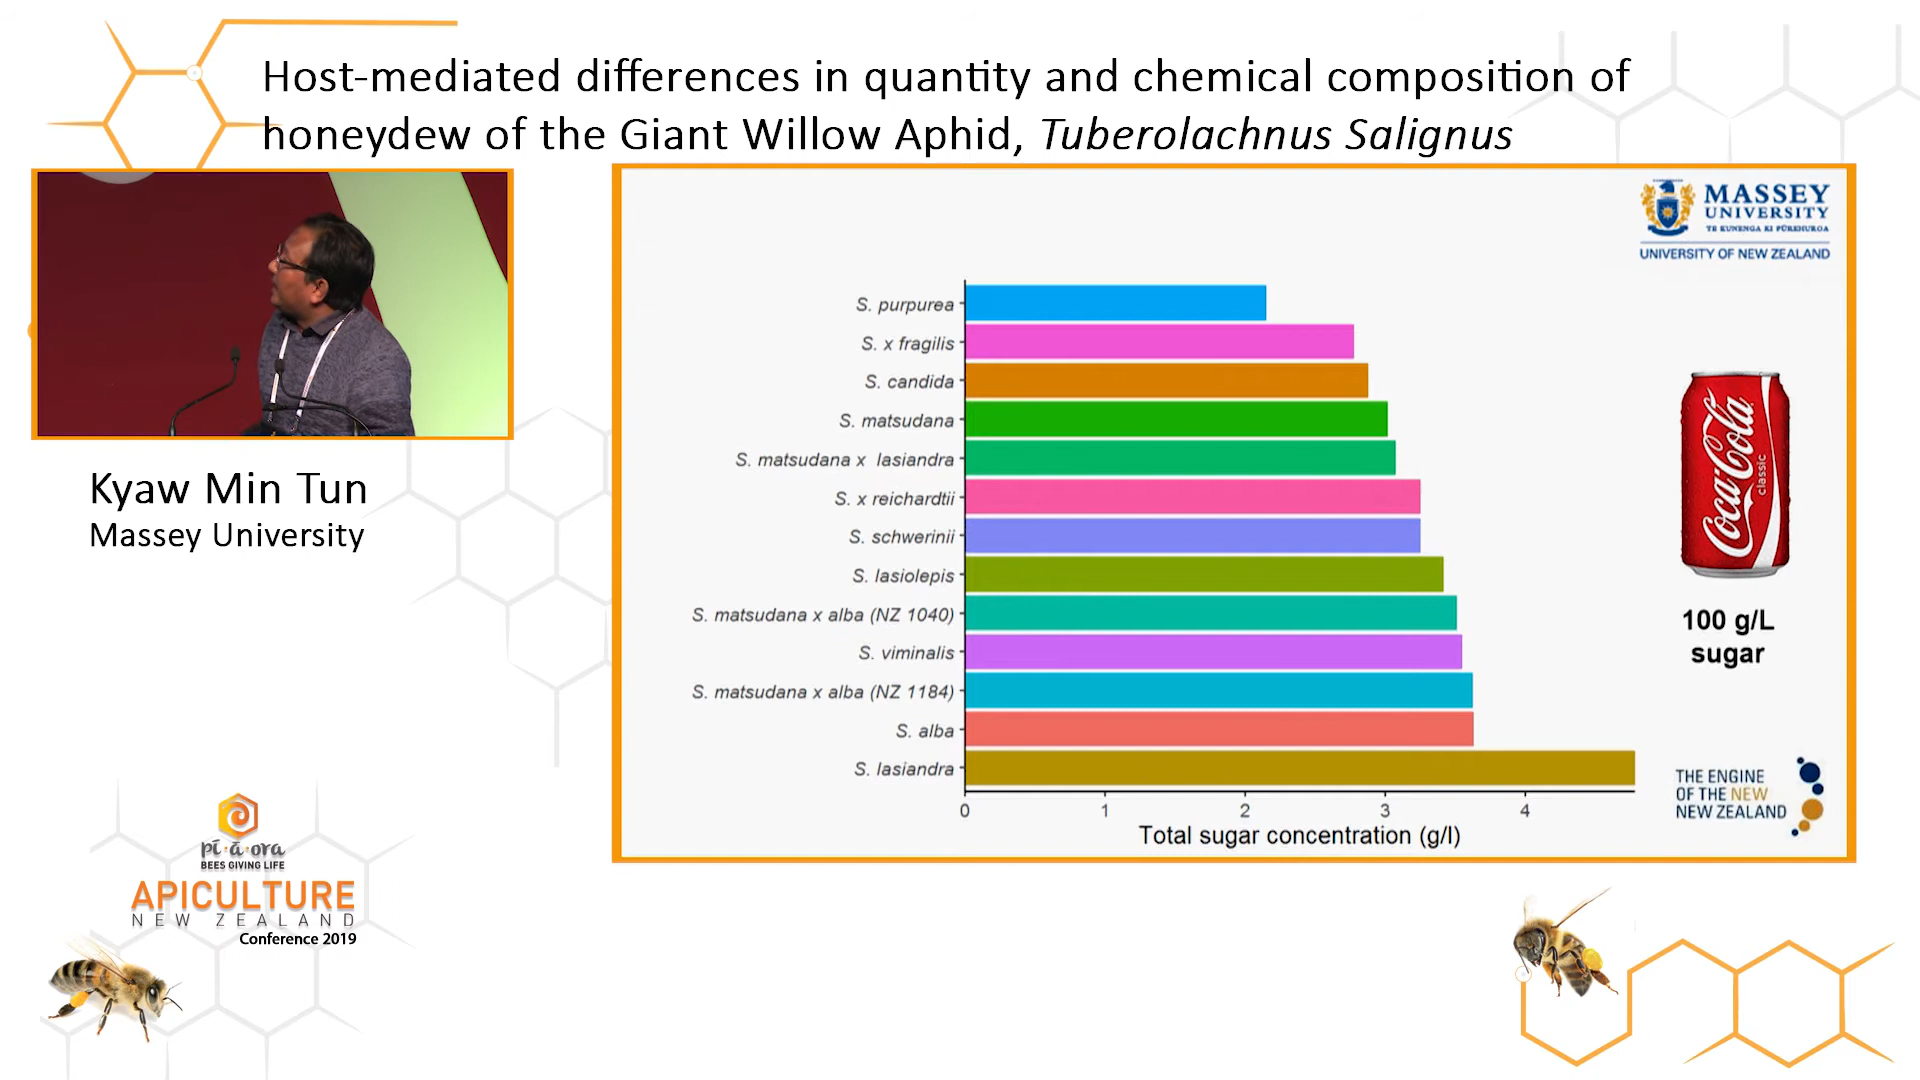 Host-mediated differences in quantity and chemical composition of
honeydew of the Giant Willow Aphid, Tuberolachnus Salignus
Kyaw Min Tun
Massey University
MASSEY
UNIVERSITY
TE KUNENGA KI PŪREHUROA
UNIVERSITY OF NEW ZEALAND
S. purpurea
S. x fragilis
S. candida
S. matsudana
S. matsudana x lasiandra
S. x reichardtii
S. schwerinii
S. lasiolepis
S. matsudana x alba (NZ 1040)
S. viminalis
S. matsudana x alba (NZ 1184)
S. alba
S. lasiandra
0 1 2 3 4
Total sugar concentration (g/l)
Coca-Cola
classic
100 g/L
sugar
THE ENGINE
OF THE NEW
NEW ZEALAND
pī·ā·ora
BEES GIVING LIFE
APICULTURE
NEW ZEALAND
Conference 2019